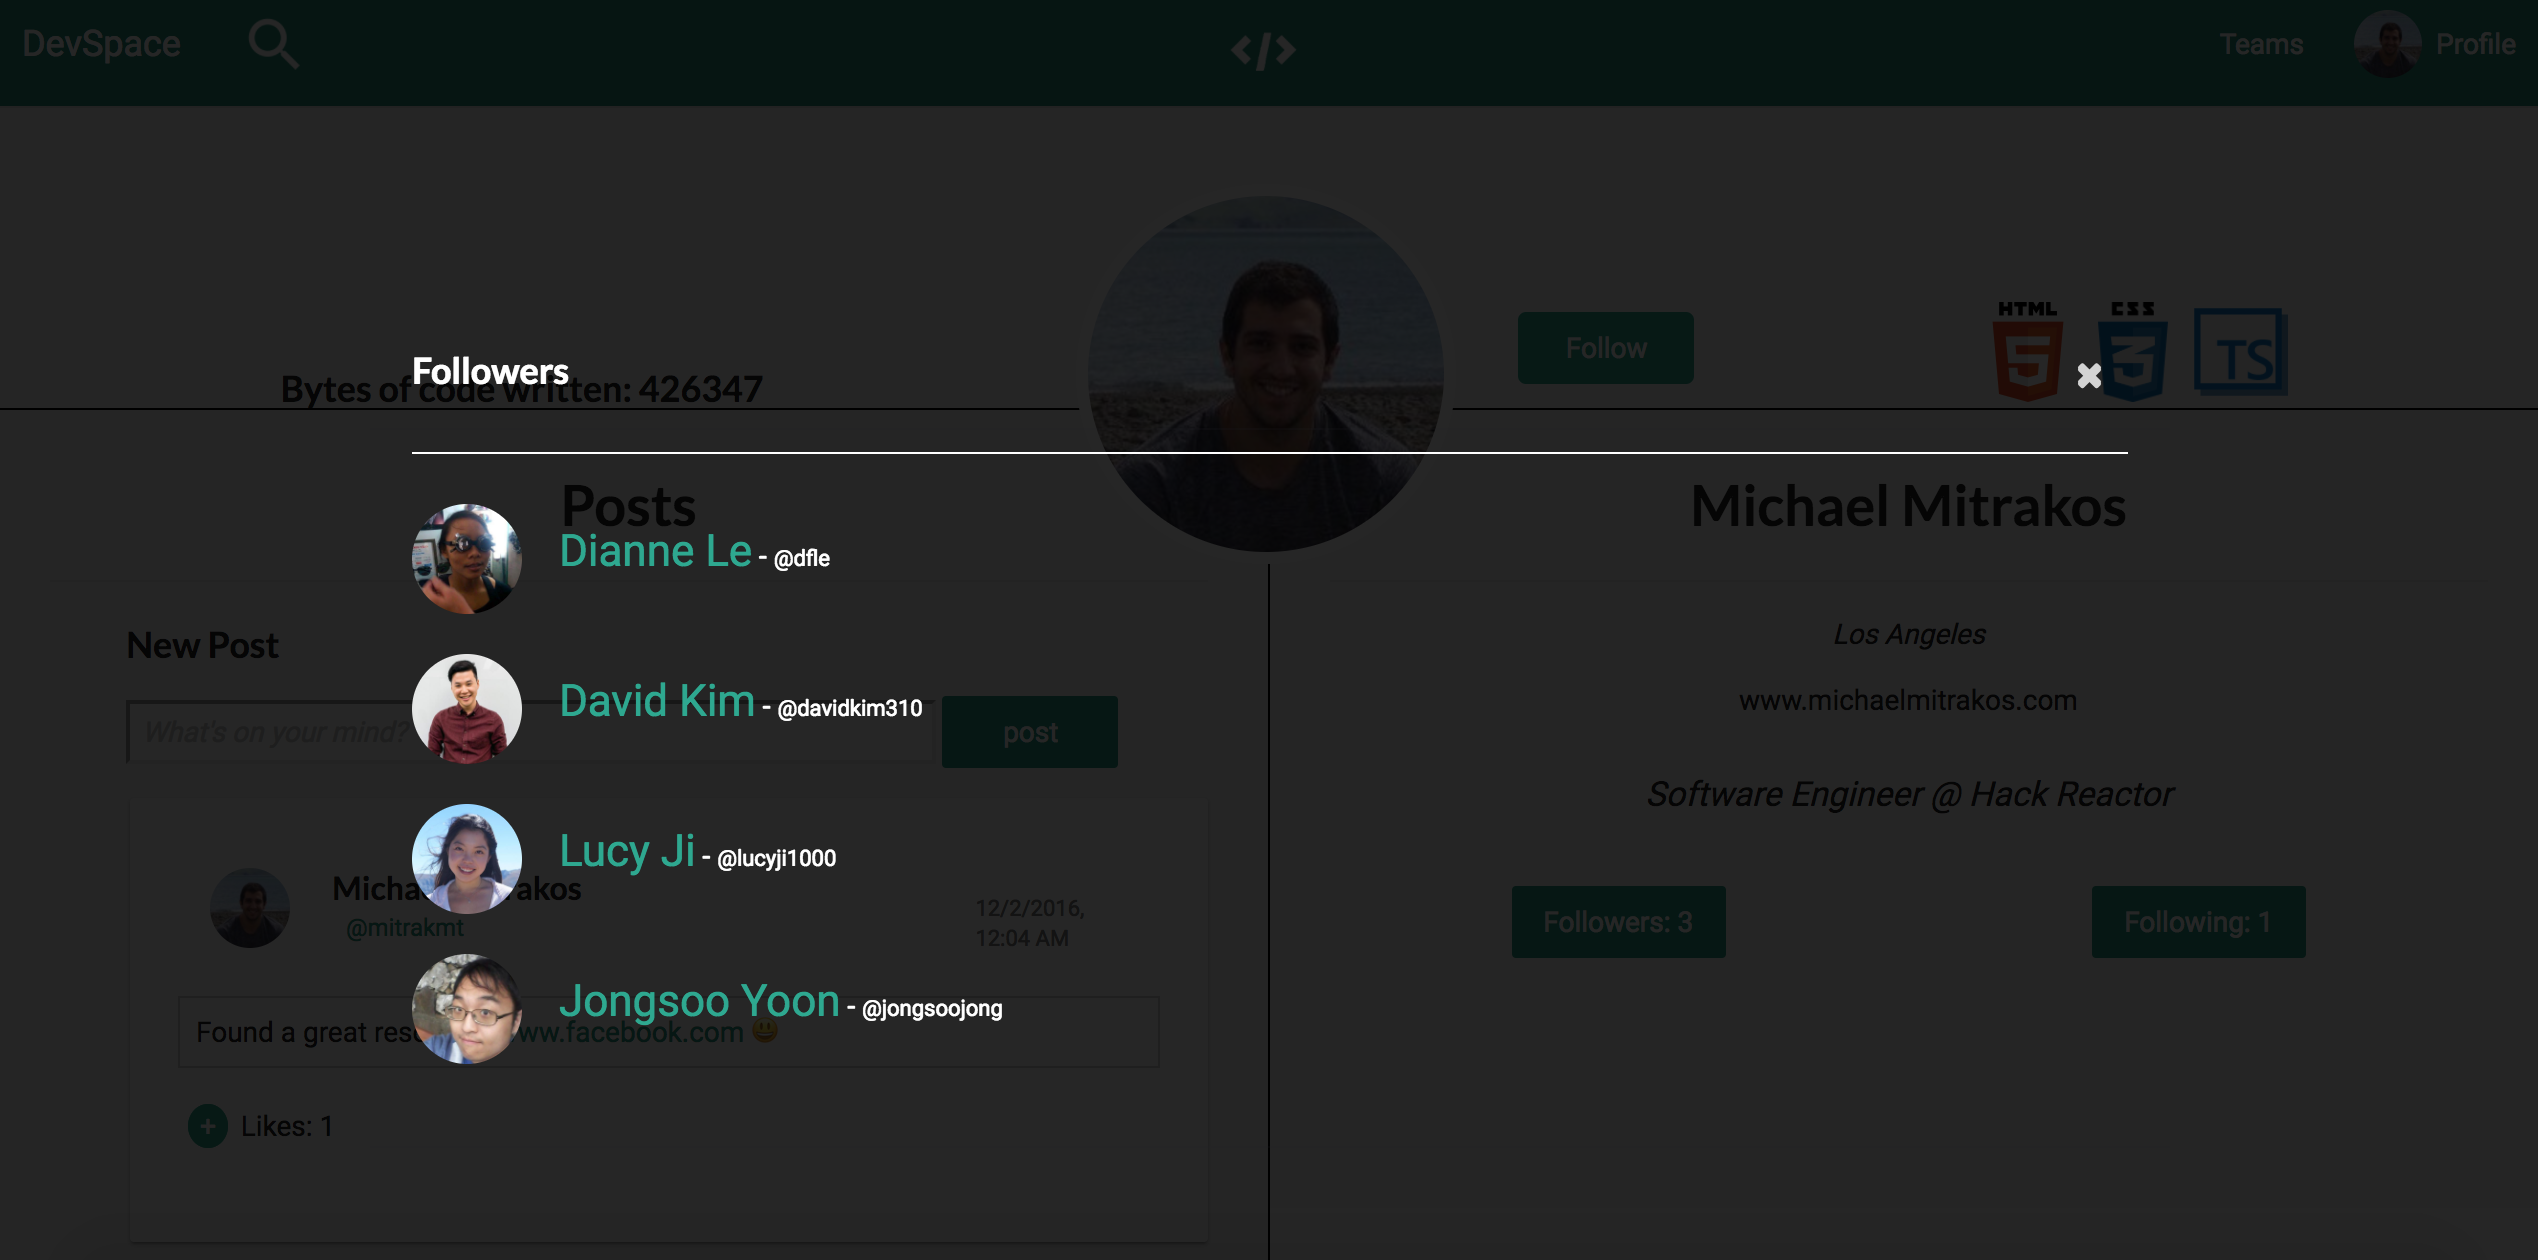 DevSpace
</>
Teams
Profile
Followers
Bytes of code written: 426347
Follow
HTML
5
CSS
3
TS
Posts
Michael Mitrakos
Dianne Le - @dfle
New Post
Los Angeles
David Kim - @davidkim310
www.michaelmitrakos.com
What's on your mind?
post
Software Engineer @ Hack Reactor
Lucy Ji - @lucyji1000
Micha akos
@mitrakmt
12/2/2016,
12:04 AM
Followers: 3
Following: 1
Jongsoo Yoon - @jongsoojong
Found a great res ww.facebook.com 😃
+ Likes: 1